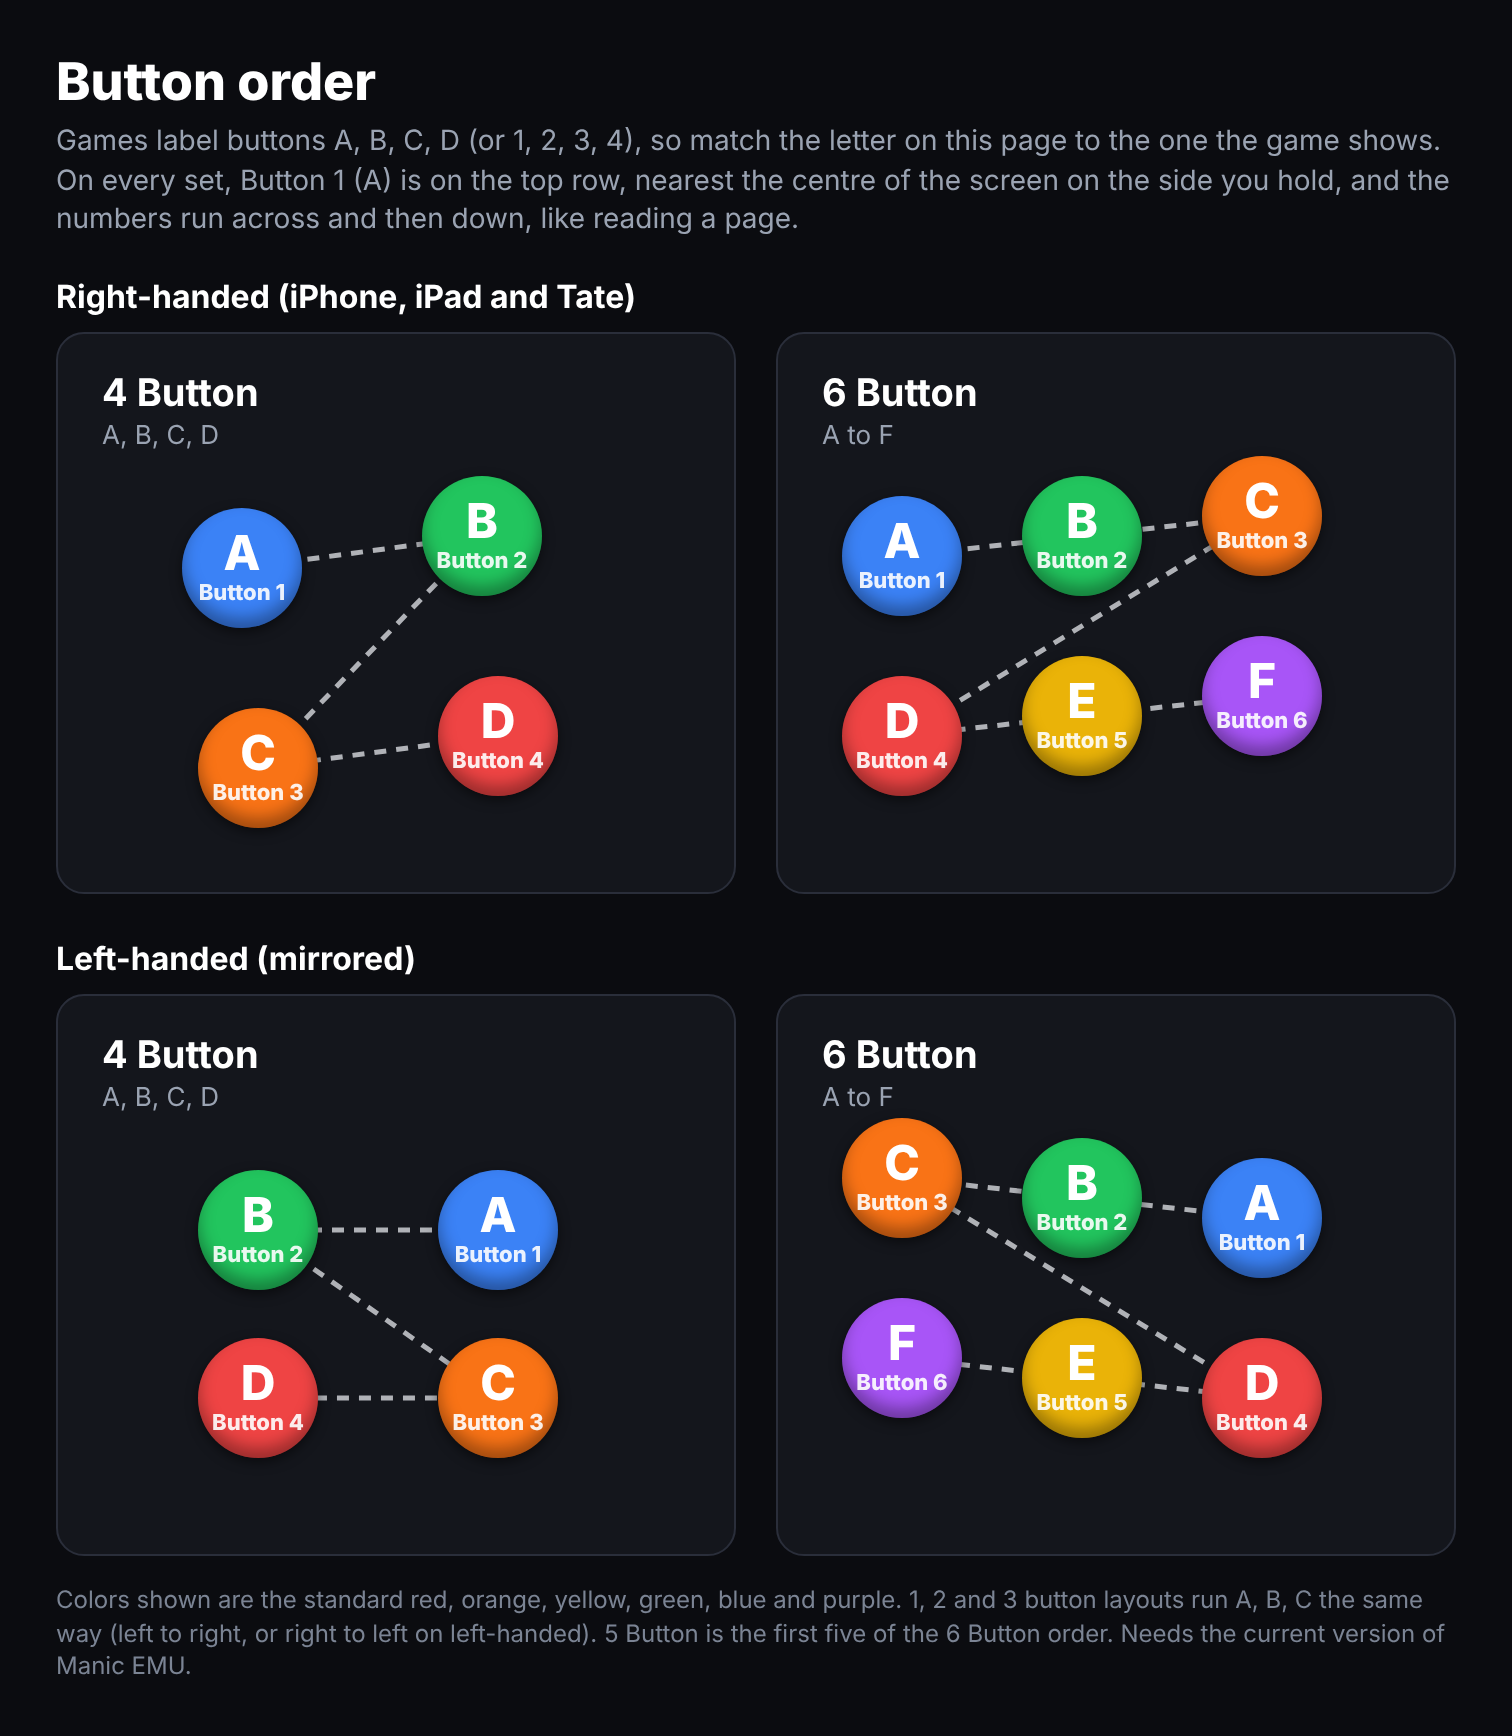 Button order
Games label buttons A, B, C, D (or 1, 2, 3, 4), so match the letter on this page to the one the game shows.
On every set, Button 1 (A) is on the top row, nearest the centre of the screen on the side you hold, and the
numbers run across and then down, like reading a page.
Right-handed (iPhone, iPad and Tate)
4 Button
A, B, C, D
A
Button 1
B
Button 2
C
Button 3
D
Button 4
6 Button
A to F
A
Button 1
B
Button 2
C
Button 3
D
Button 4
E
Button 5
F
Button 6
Left-handed (mirrored)
4 Button
A, B, C, D
B
Button 2
A
Button 1
D
Button 4
C
Button 3
6 Button
A to F
C
Button 3
B
Button 2
A
Button 1
F
Button 6
E
Button 5
D
Button 4
Colors shown are the standard red, orange, yellow, green, blue and purple. 1, 2 and 3 button layouts run A, B, C the same
way (left to right, or right to left on left-handed). 5 Button is the first five of the 6 Button order. Needs the current version of
Manic EMU.